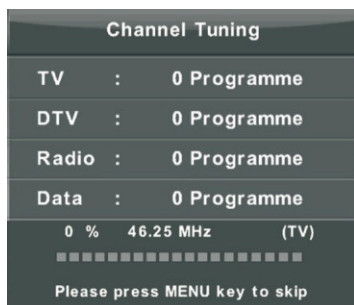 Channel Tuning
TV : 0 Programme
DTV : 0 Programme
Radio : 0 Programme
Data : 0 Programme
0 % 46.25 MHz (TV)
Please press MENU key to skip